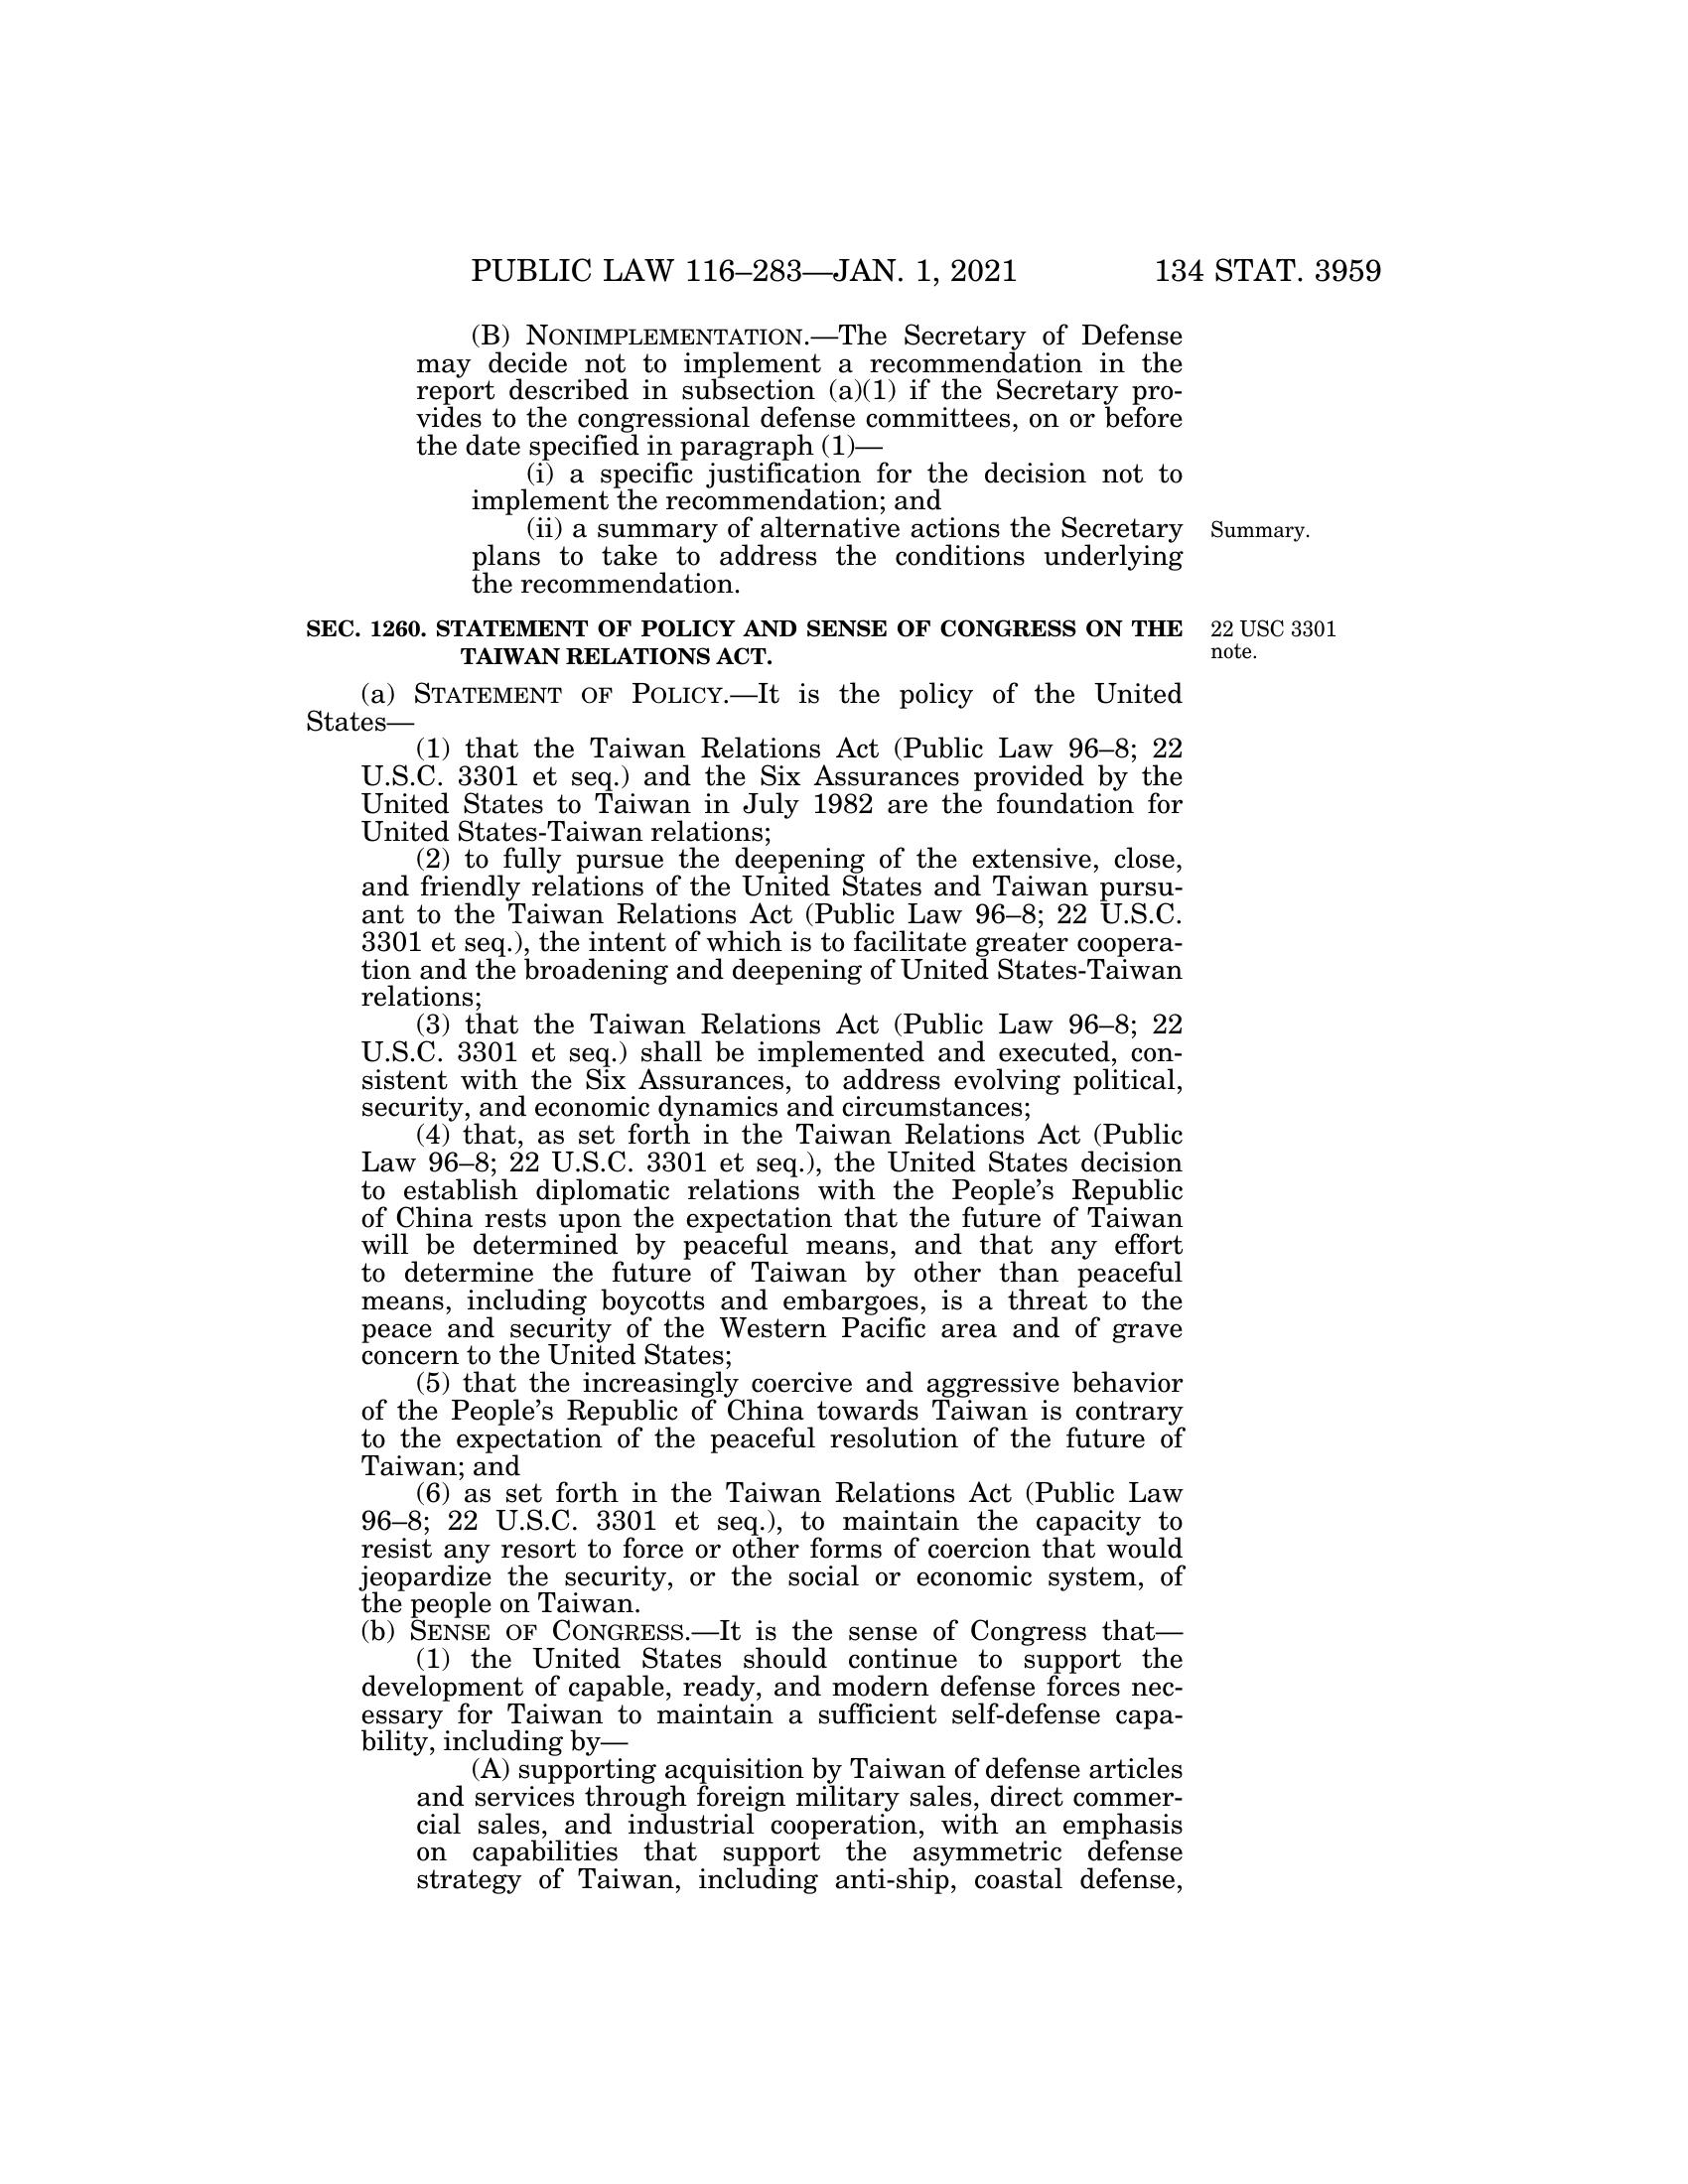 PUBLIC LAW 116–283—JAN. 1, 2021 134 STAT. 3959
(B) NONIMPLEMENTATION.—The Secretary of Defense
may decide not to implement a recommendation in the
report described in subsection (a)(1) if the Secretary pro-
vides to the congressional defense committees, on or before
the date specified in paragraph (1)—
(i) a specific justification for the decision not to
implement the recommendation; and
(ii) a summary of alternative actions the Secretary
plans to take to address the conditions underlying
the recommendation.
Summary.
SEC. 1260. STATEMENT OF POLICY AND SENSE OF CONGRESS ON THE
TAIWAN RELATIONS ACT.
22 USC 3301
note.
(a) STATEMENT OF POLICY.—It is the policy of the United
States—
(1) that the Taiwan Relations Act (Public Law 96–8; 22
U.S.C. 3301 et seq.) and the Six Assurances provided by the
United States to Taiwan in July 1982 are the foundation for
United States-Taiwan relations;
(2) to fully pursue the deepening of the extensive, close,
and friendly relations of the United States and Taiwan pursu-
ant to the Taiwan Relations Act (Public Law 96–8; 22 U.S.C.
3301 et seq.), the intent of which is to facilitate greater coopera-
tion and the broadening and deepening of United States-Taiwan
relations;
(3) that the Taiwan Relations Act (Public Law 96–8; 22
U.S.C. 3301 et seq.) shall be implemented and executed, con-
sistent with the Six Assurances, to address evolving political,
security, and economic dynamics and circumstances;
(4) that, as set forth in the Taiwan Relations Act (Public
Law 96–8; 22 U.S.C. 3301 et seq.), the United States decision
to establish diplomatic relations with the People's Republic
of China rests upon the expectation that the future of Taiwan
will be determined by peaceful means, and that any effort
to determine the future of Taiwan by other than peaceful
means, including boycotts and embargoes, is a threat to the
peace and security of the Western Pacific area and of grave
concern to the United States;
(5) that the increasingly coercive and aggressive behavior
of the People's Republic of China towards Taiwan is contrary
to the expectation of the peaceful resolution of the future of
Taiwan; and
(6) as set forth in the Taiwan Relations Act (Public Law
96–8; 22 U.S.C. 3301 et seq.), to maintain the capacity to
resist any resort to force or other forms of coercion that would
jeopardize the security, or the social or economic system, of
the people on Taiwan.
(b) SENSE OF CONGRESS.—It is the sense of Congress that—
(1) the United States should continue to support the
development of capable, ready, and modern defense forces nec-
essary for Taiwan to maintain a sufficient self-defense capa-
bility, including by—
(A) supporting acquisition by Taiwan of defense articles
and services through foreign military sales, direct commer-
cial sales, and industrial cooperation, with an emphasis
on capabilities that support the asymmetric defense
strategy of Taiwan, including anti-ship, coastal defense,